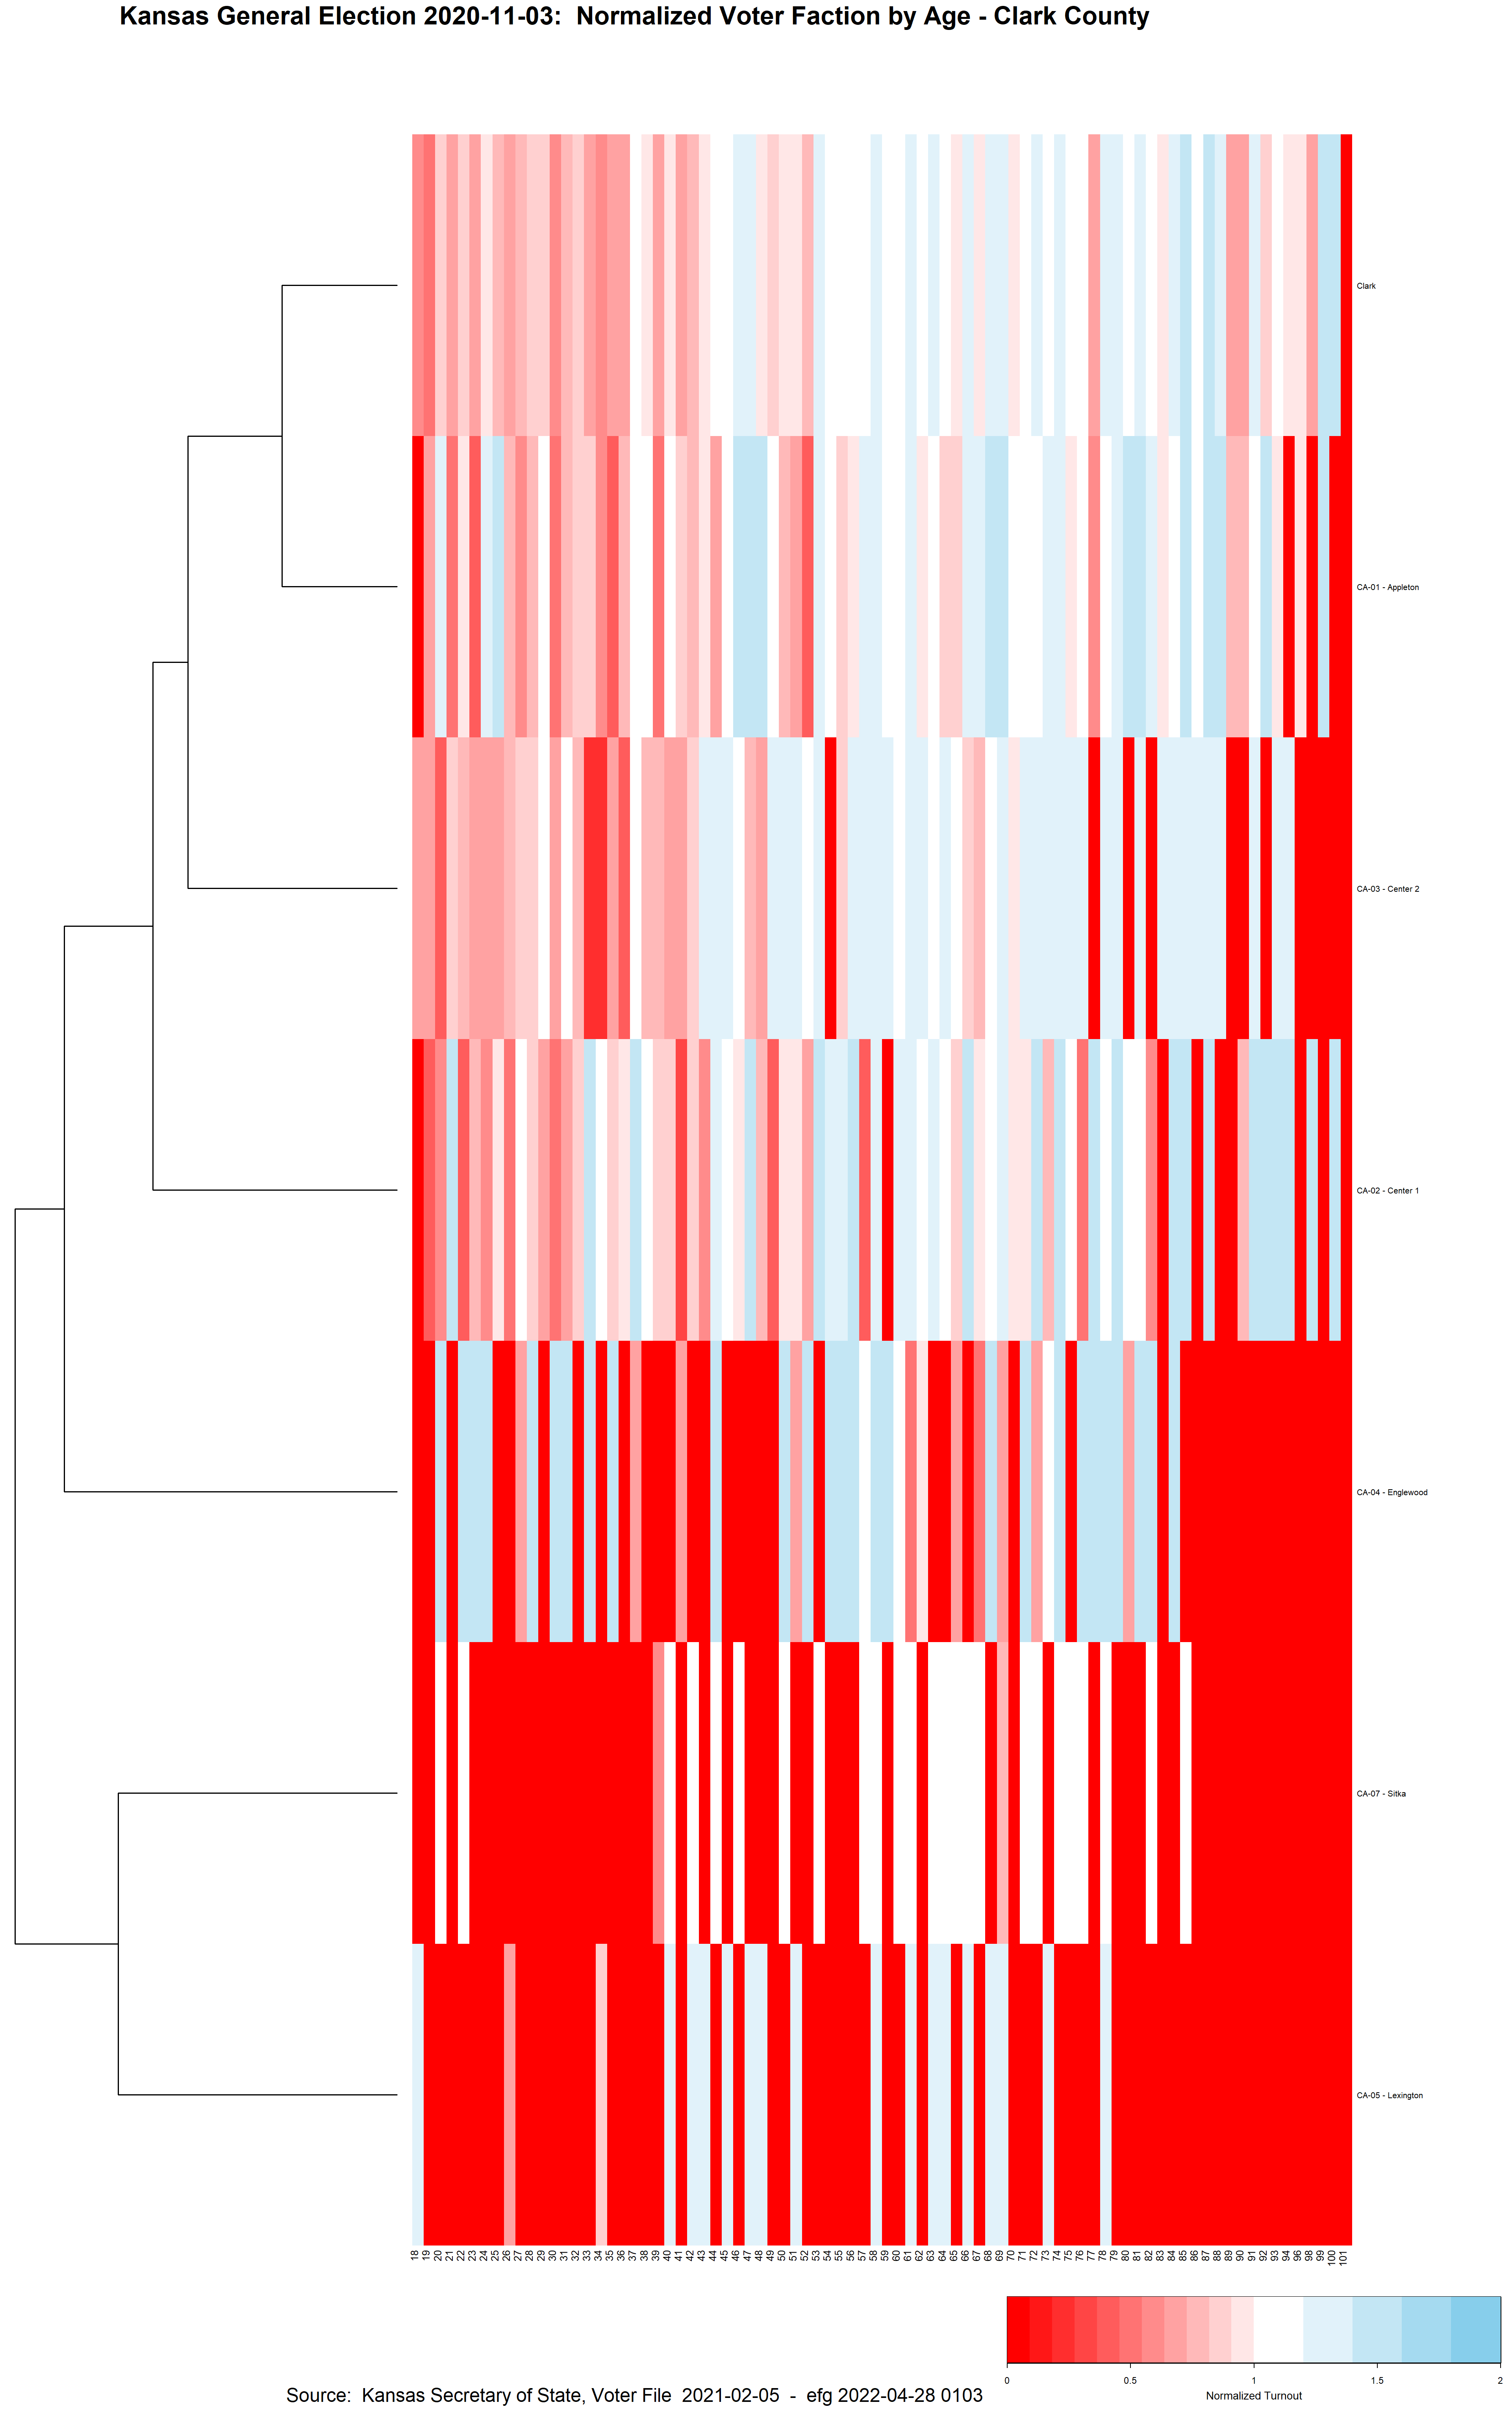 Kansas General Election 2020-11-03:  Normalized Voter Faction by Age - Clark County
Clark
CA-01 - Appleton
CA-03 - Center 2
CA-02 - Center 1
CA-04 - Englewood
CA-07 - Sitka
CA-05 - Lexington
18 19 20 21 22 23 24 25 26 27 28 29 30 31 32 33 34 35 36 37 38 39 40 41 42 43 44 45 46 47 48 49 50 51 52 53 54 55 56 57 58 59 60 61 62 63 64 65 66 67 68 69 70 71 72 73 74 75 76 77 78 79 80 81 82 83 84 85 86 87 88 89 90 91 92 93 94 96 98 99 100 101
0 0.5 1 1.5 2
Normalized Turnout
Source:  Kansas Secretary of State, Voter File  2021-02-05  -  efg 2022-04-28 0103